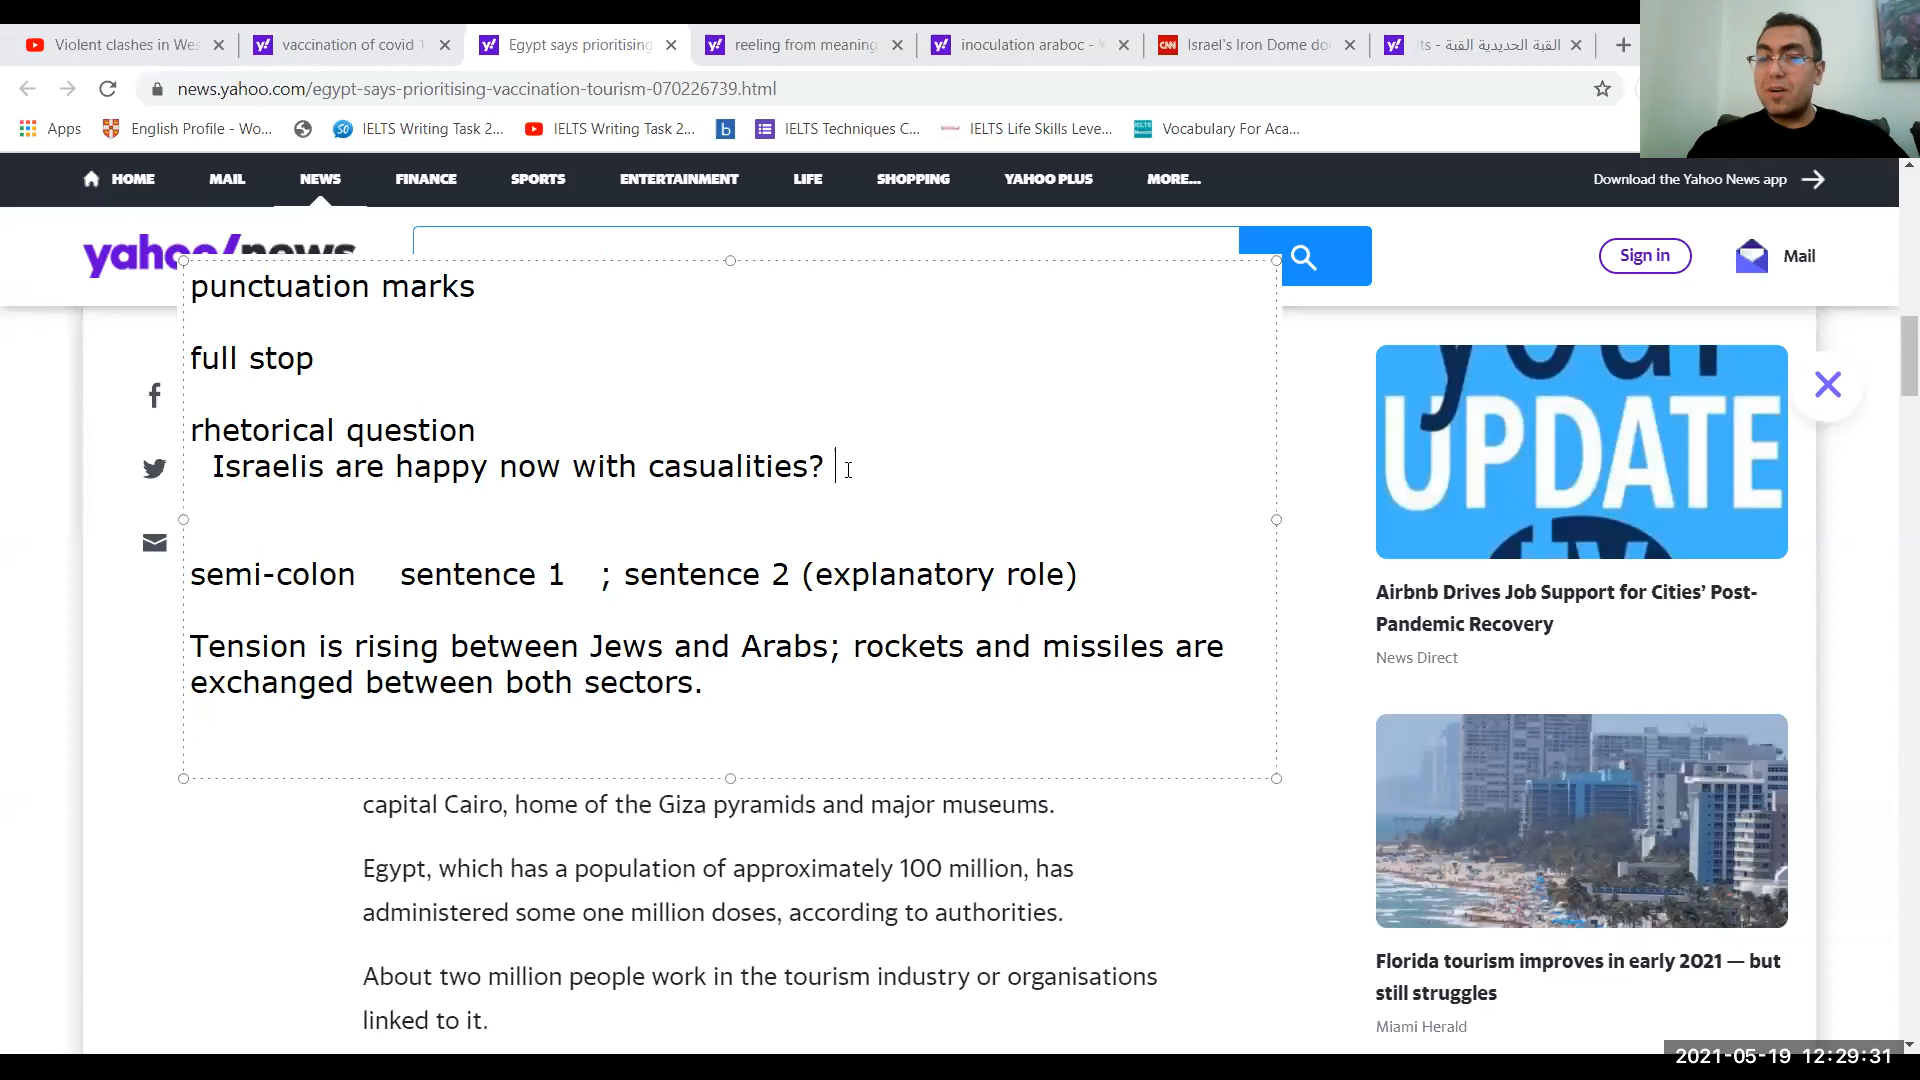 Violent clashes in Wes
vaccination of covid 1
Egypt says prioritising
reeling from meaning
inoculation araboc - Y
CNN
Israel's Iron Dome do
القبة الحديدية القبة - its
news.yahoo.com/egypt-says-prioritising-vaccination-tourism-070226739.html
Apps
English Profile - Wo...
IELTS Writing Task 2...
IELTS Writing Task 2...
b
IELTS Techniques C...
IELTS Life Skills Leve...
Vocabulary For Aca...
HOME
MAIL
NEWS
FINANCE
SPORTS
ENTERTAINMENT
LIFE
SHOPPING
YAHOO PLUS
MORE...
Download the Yahoo News app
yahoo/news
Sign in
Mail
punctuation marks
full stop
rhetorical question
Israelis are happy now with casualities?
semi-colon sentence 1 ; sentence 2 (explanatory role)
Tension is rising between Jews and Arabs; rockets and missiles are
exchanged between both sectors.
capital Cairo, home of the Giza pyramids and major museums.
Egypt, which has a population of approximately 100 million, has
administered some one million doses, according to authorities.
About two million people work in the tourism industry or organisations
linked to it.
your
UPDATE
Airbnb Drives Job Support for Cities' Post-
Pandemic Recovery
News Direct
Florida tourism improves in early 2021 — but
still struggles
Miami Herald
2021-05-19 12:29:31